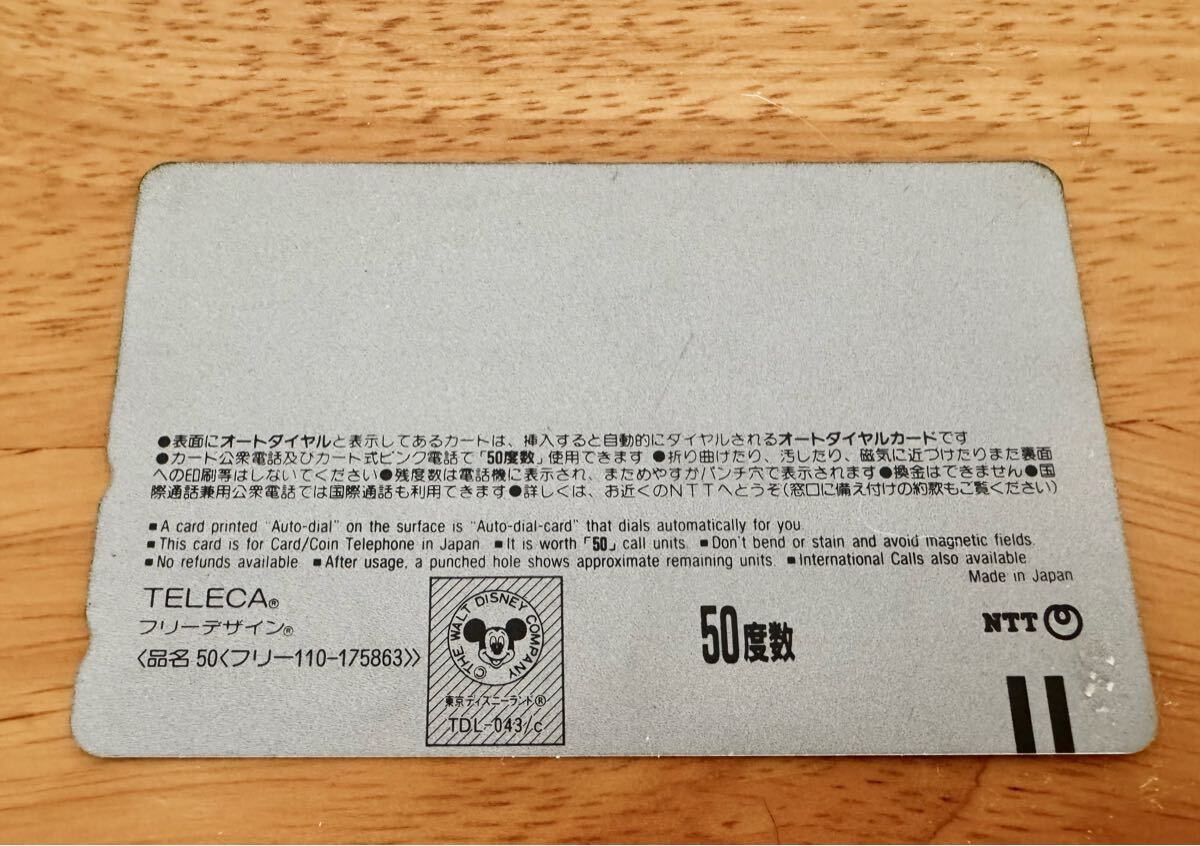 ●表面にオートダイヤルと表示してあるカードは、挿入すると自動的にダイヤルされるオートダイヤルカードです
●カード公衆電話及びカード式ピンク電話で「50度数」使用できます ●折り曲げたり、汚したり、磁気に近づけたりまた裏面
への印刷等はしないでください●残度数は電話機に表示され、まためやすがパンチ穴で表示されます●換金はできません●国
際通話兼用公衆電話では国際通話も利用できます●詳しくは、お近くのNTTへどうぞ(窓口に備え付けの約款もご覧ください)
■A card printed "Auto-dial" on the surface is "Auto-dial-card" that dials automatically for you
■This card is for Card/Coin Telephone in Japan ■It is worth「50」call units. ■Don't bend or stain and avoid magnetic fields.
■No refunds available ■After usage, a punched hole shows approximate remaining units. ■International Calls also available
Made in Japan
TELECA®
フリーデザイン®
〈品名 50〈フリー110-175863〉〉
©THE WALT DISNEY COMPANY
東京ディズニーランド®
TDL-043/c
50度数
NTT